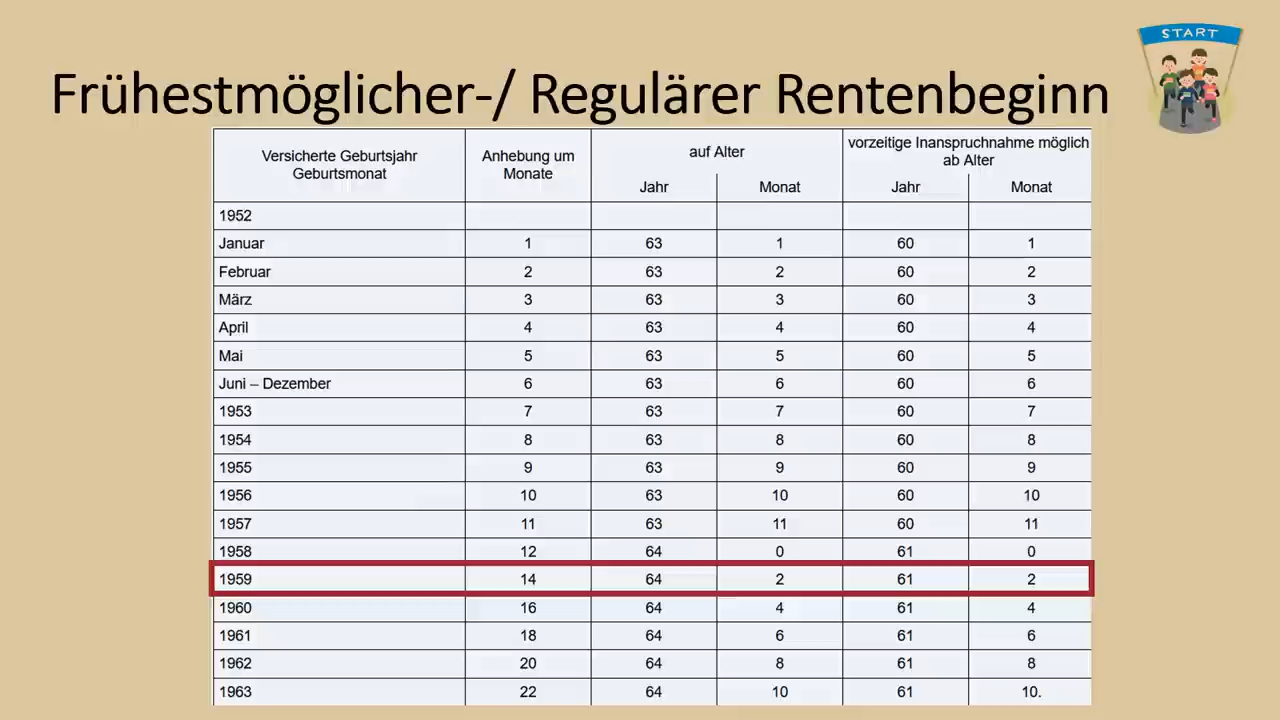 START
Frühestmöglicher-/ Regulärer Rentenbeginn
Versicherte Geburtsjahr Geburtsmonat Anhebung um Monate auf Alter vorzeitige Inanspruchnahme möglich ab Alter
Jahr Monat Jahr Monat
1952
Januar 1 63 1 60 1
Februar 2 63 2 60 2
März 3 63 3 60 3
April 4 63 4 60 4
Mai 5 63 5 60 5
Juni – Dezember 6 63 6 60 6
1953 7 63 7 60 7
1954 8 63 8 60 8
1955 9 63 9 60 9
1956 10 63 10 60 10
1957 11 63 11 60 11
1958 12 64 0 61 0
1959 14 64 2 61 2
1960 16 64 4 61 4
1961 18 64 6 61 6
1962 20 64 8 61 8
1963 22 64 10 61 10.